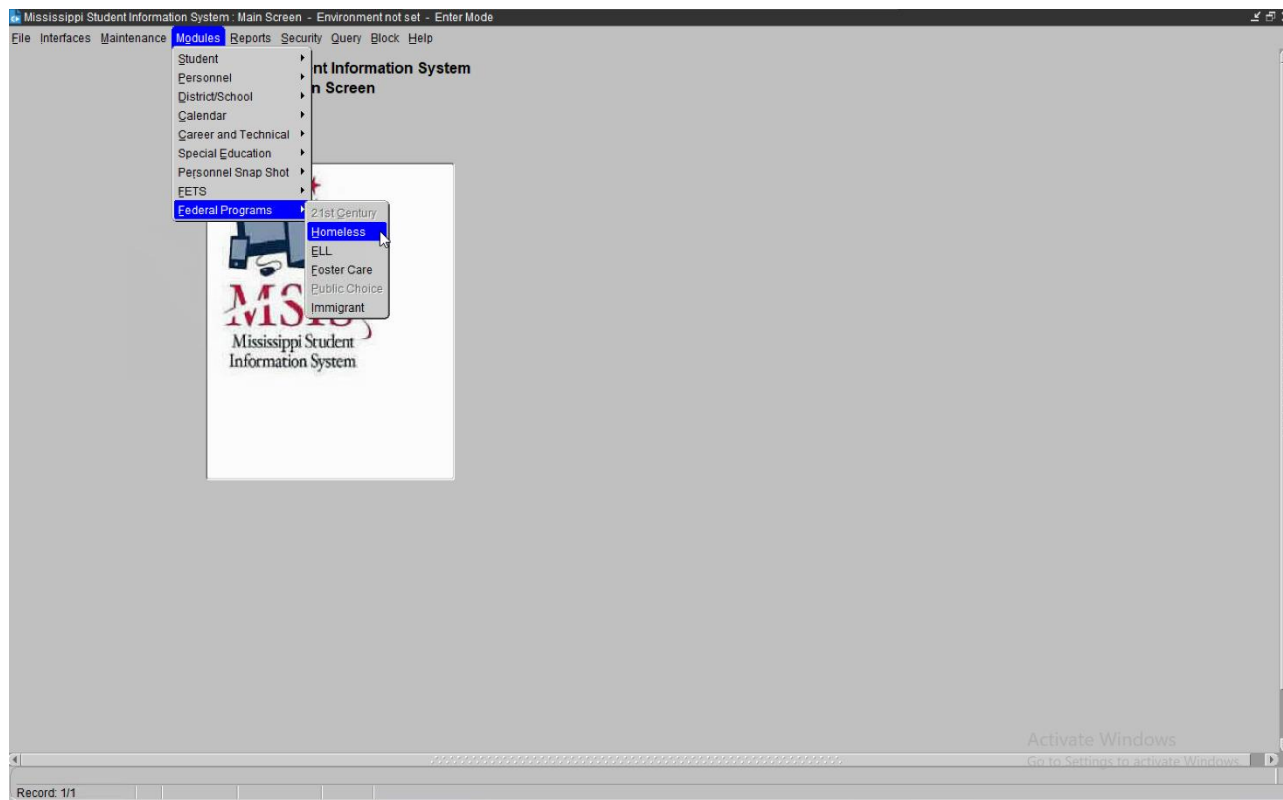 Mississippi Student Information System : Main Screen - Environment not set - Enter Mode
File Interfaces Maintenance Modules Reports Security Query Block Help
nt Information System
n Screen
Student
Personnel
District/School
Calendar
Career and Technical
Special Education
Personnel Snap Shot
FETS
Federal Programs
21st Century
Homeless
ELL
Foster Care
Public Choice
Immigrant
MSIS
Mississippi Student
Information System
Activate Windows
Go to Settings to activate Windows.
Record: 1/1